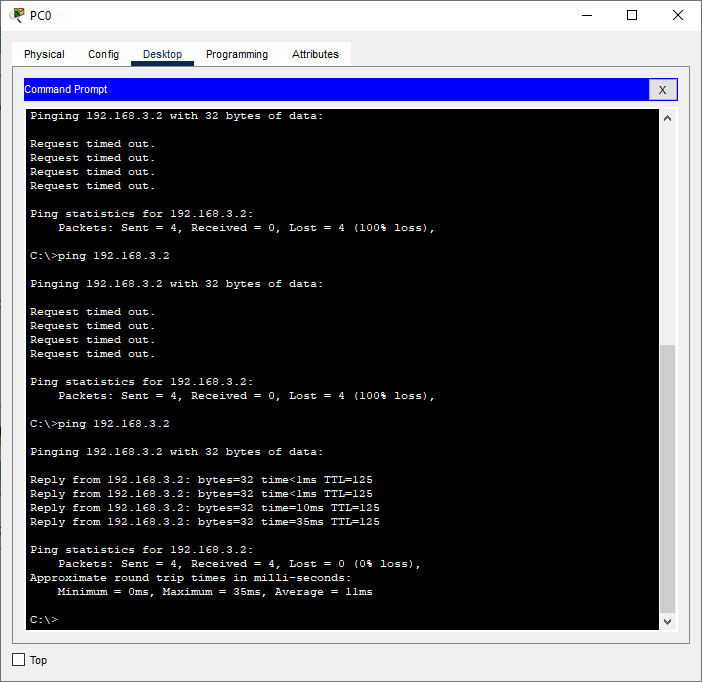 PC0
Physical Config Desktop Programming Attributes
Command Prompt
X
Pinging 192.168.3.2 with 32 bytes of data:
Request timed out.
Request timed out.
Request timed out.
Request timed out.
Ping statistics for 192.168.3.2:
Packets: Sent = 4, Received = 0, Lost = 4 (100% loss),
C:\>ping 192.168.3.2
Pinging 192.168.3.2 with 32 bytes of data:
Request timed out.
Request timed out.
Request timed out.
Request timed out.
Ping statistics for 192.168.3.2:
Packets: Sent = 4, Received = 0, Lost = 4 (100% loss),
C:\>ping 192.168.3.2
Pinging 192.168.3.2 with 32 bytes of data:
Reply from 192.168.3.2: bytes=32 time<1ms TTL=125
Reply from 192.168.3.2: bytes=32 time<1ms TTL=125
Reply from 192.168.3.2: bytes=32 time=10ms TTL=125
Reply from 192.168.3.2: bytes=32 time=35ms TTL=125
Ping statistics for 192.168.3.2:
Packets: Sent = 4, Received = 4, Lost = 0 (0% loss),
Approximate round trip times in milli-seconds:
Minimum = 0ms, Maximum = 35ms, Average = 11ms
C:\>
Top